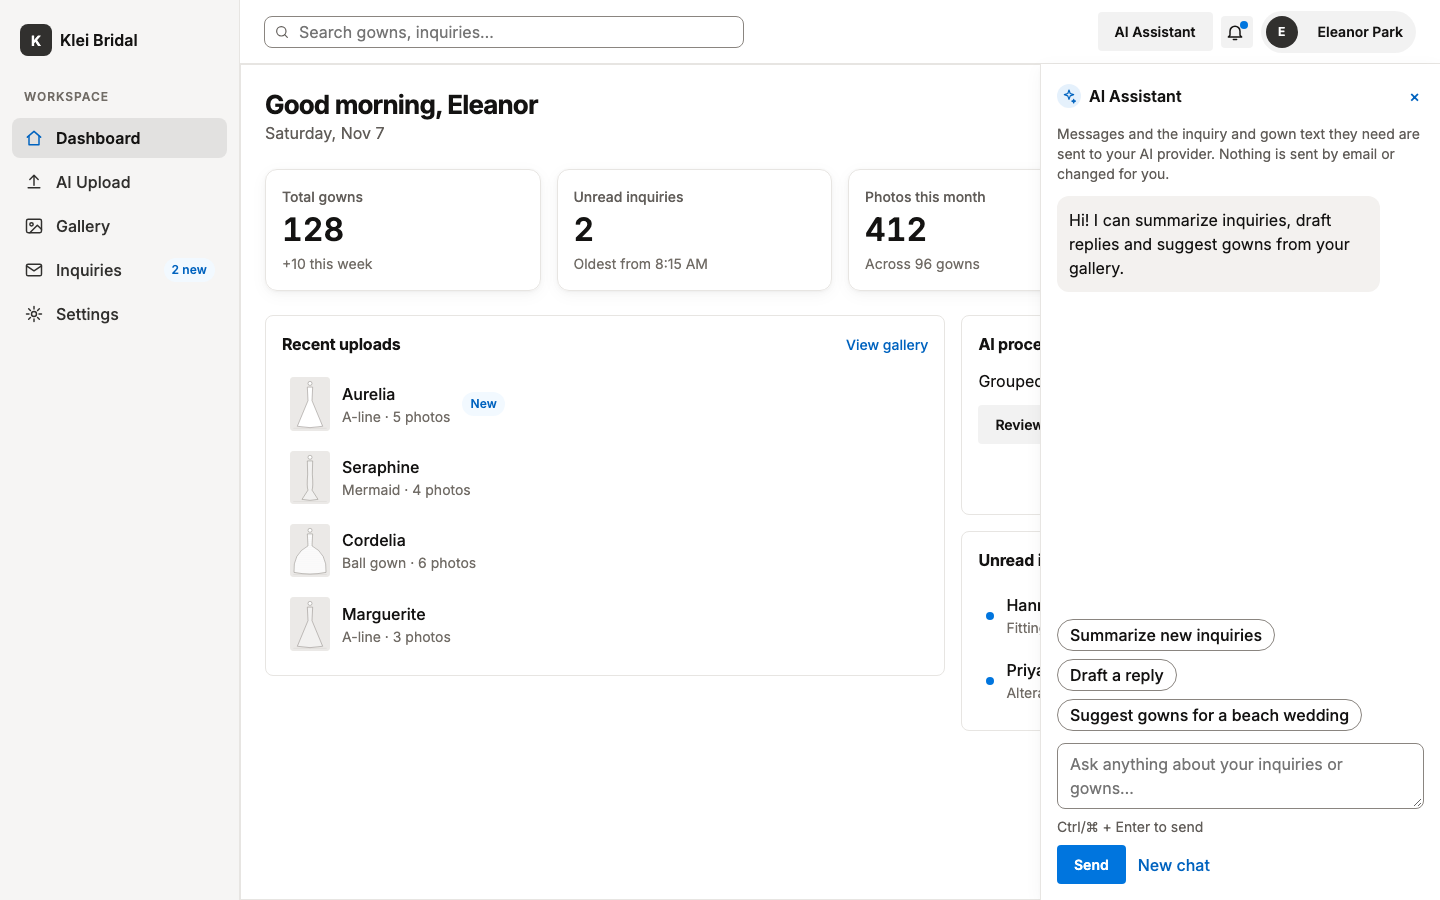 K Klei Bridal
WORKSPACE
Dashboard
AI Upload
Gallery
Inquiries 2 new
Settings
Search gowns, inquiries...
AI Assistant
E Eleanor Park
Good morning, Eleanor
Saturday, Nov 7
Total gowns
128
+10 this week
Unread inquiries
2
Oldest from 8:15 AM
Photos this month
412
Across 96 gowns
Recent uploads
View gallery
Aurelia
A-line · 5 photos
New
Seraphine
Mermaid · 4 photos
Cordelia
Ball gown · 6 photos
Marguerite
A-line · 3 photos
AI
Review
Unread
AI Assistant
×
Messages and the inquiry and gown text they need are
sent to your AI provider. Nothing is sent by email or
changed for you.
Hi! I can summarize inquiries, draft
replies and suggest gowns from your
gallery.
Summarize new inquiries
Draft a reply
Suggest gowns for a beach wedding
Ask anything about your inquiries or
gowns...
Ctrl/⌘ + Enter to send
Send
New chat